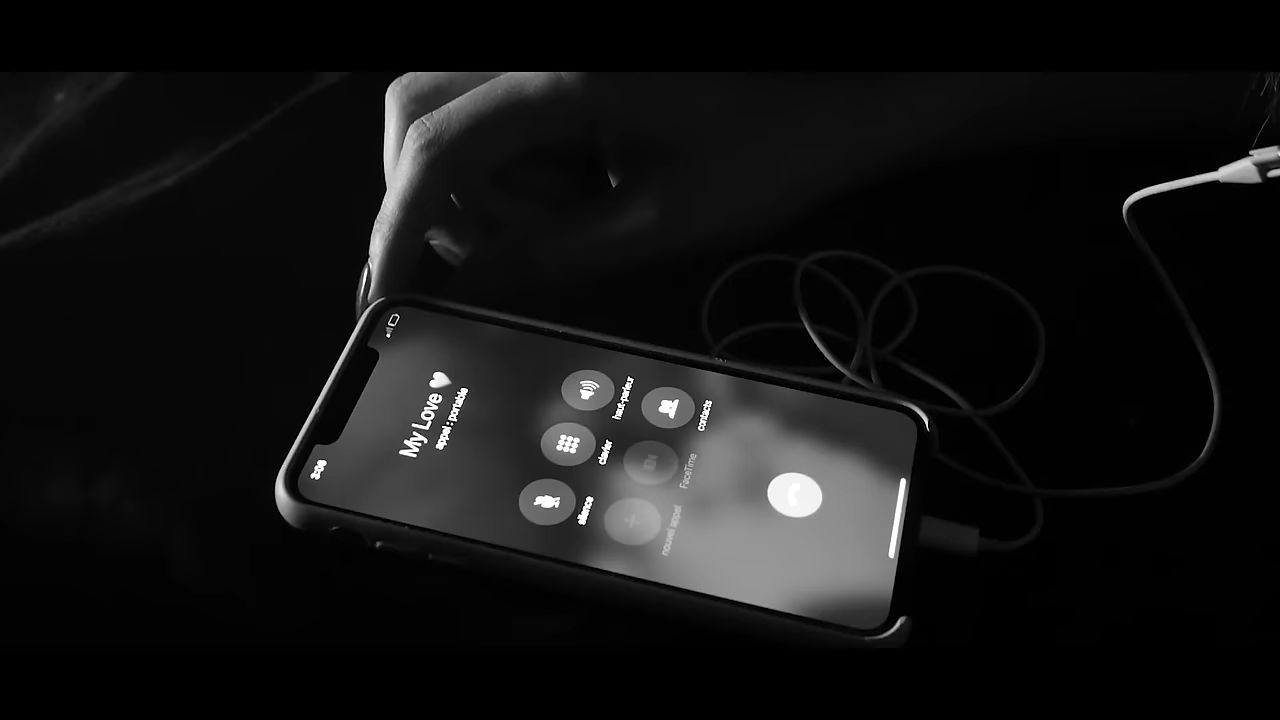 3:08
My Love 🤍
appel : portable
silence
clavier
haut-parleur
nouvel appel
FaceTime
contacts